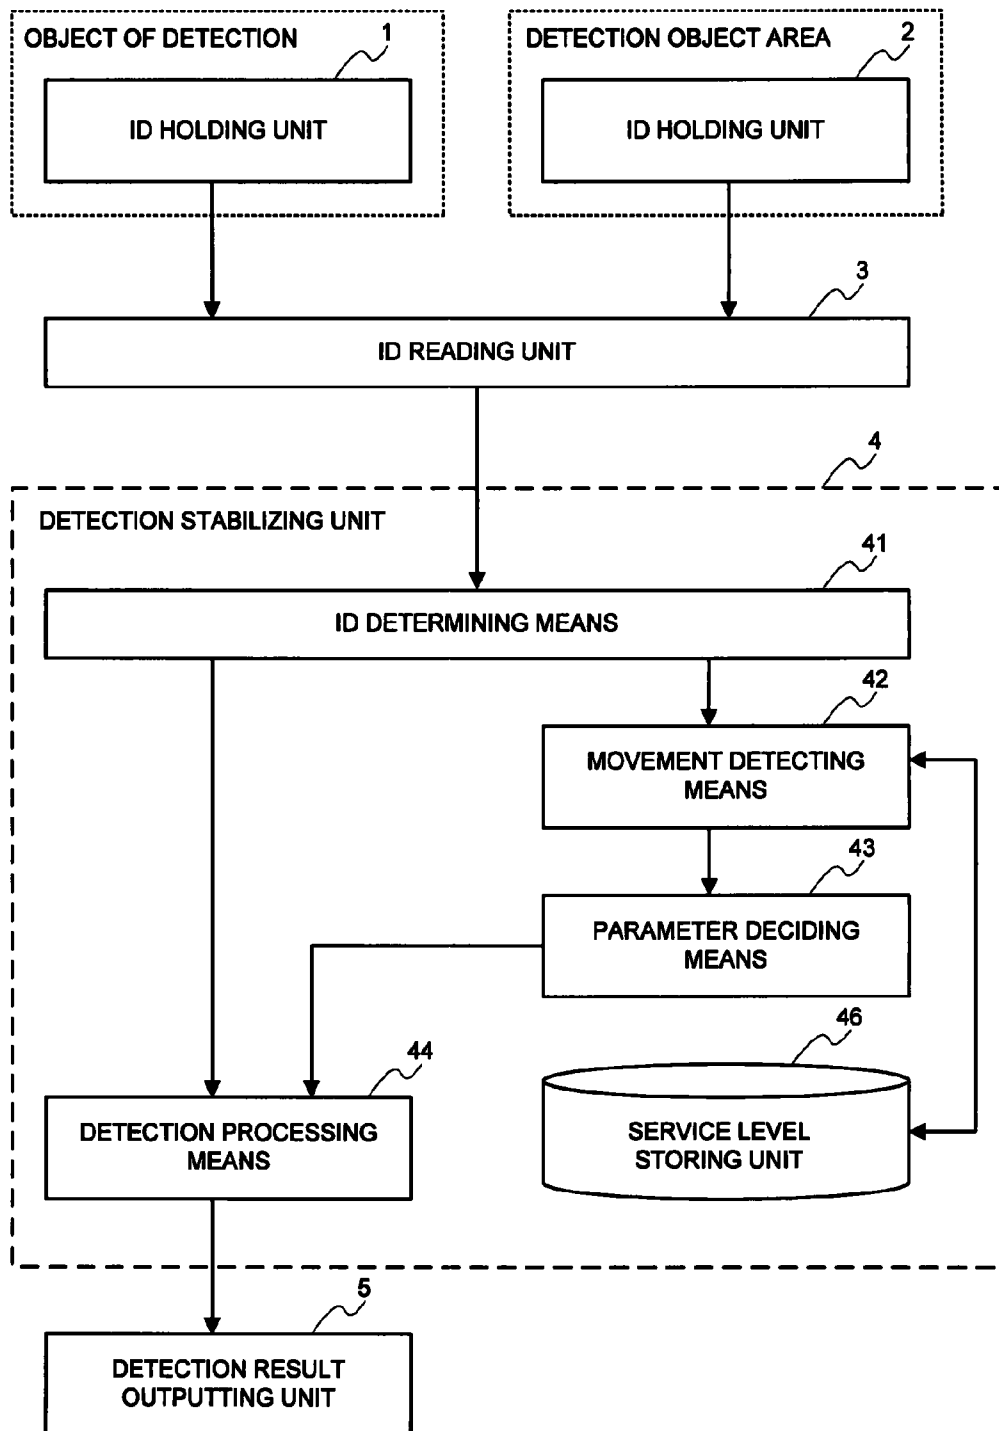 OBJECT OF DETECTION
1
ID HOLDING UNIT
DETECTION OBJECT AREA
2
ID HOLDING UNIT
3
ID READING UNIT
4
DETECTION STABILIZING UNIT
41
ID DETERMINING MEANS
42
MOVEMENT DETECTING
MEANS
43
PARAMETER DECIDING
MEANS
46
SERVICE LEVEL
STORING UNIT
44
DETECTION PROCESSING
MEANS
5
DETECTION RESULT
OUTPUTTING UNIT